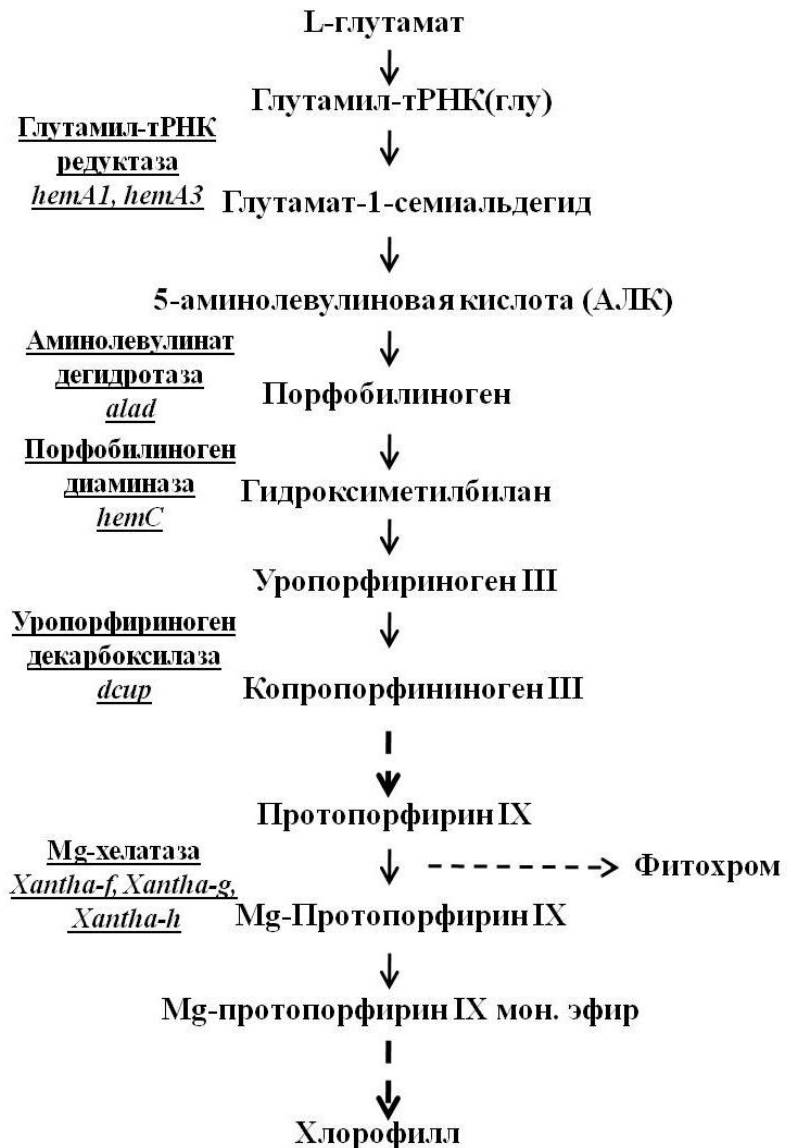 L-глутамат
Глутамил-тРНК(глу)
Глутамил-тРНК
редуктаза
hemA1, hemA3
Глутамат-1-семиальдегид
5-аминолевулиновая кислота (АЛК)
Аминолевулинат
дегидротаза
alad
Порфобилиноген
Порфобилиноген
диаминаза
hemC
Гидроксиметилбилан
Уропорфириноген III
Уропорфириноген
декарбоксилаза
dcup
Копропорфининоген III
Протопорфирин IX
Mg-хелатаза
Xantha-f, Xantha-g,
Xantha-h
Фитохром
Mg-Протопорфирин IX
Mg-протопорфирин IX мон. эфир
Хлорофилл